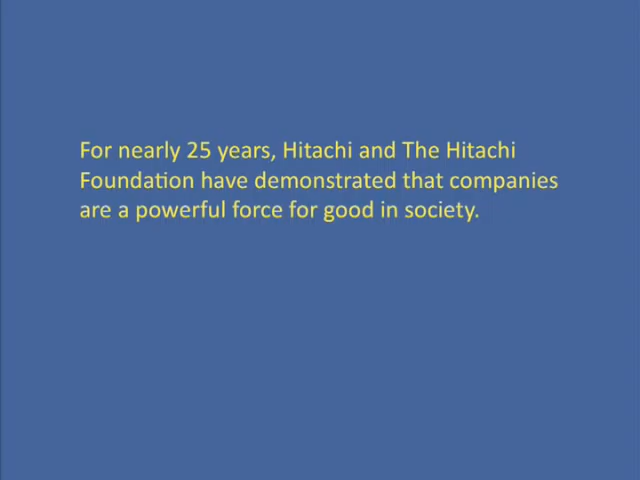 For nearly 25 years, Hitachi and The Hitachi
Foundation have demonstrated that companies
are a powerful force for good in society.